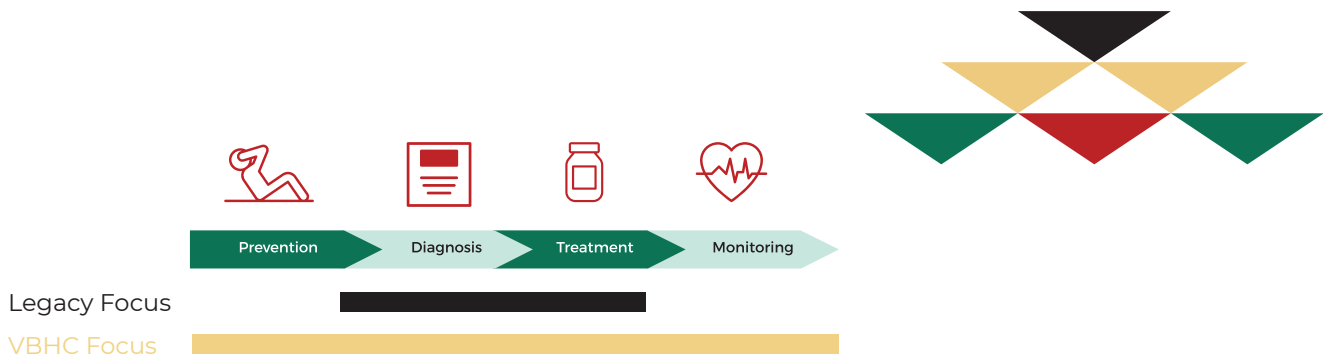 Prevention
Diagnosis
Treatment
Monitoring
Legacy Focus
VBHC Focus